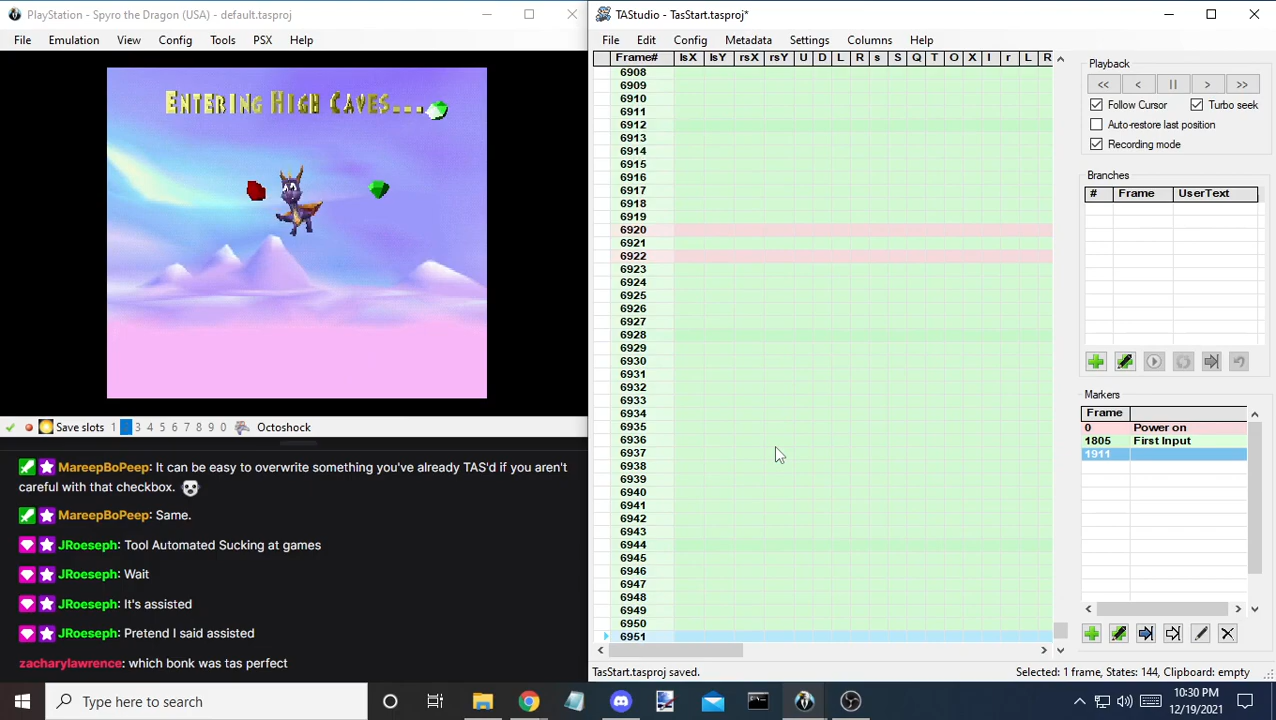 PlayStation - Spyro the Dragon (USA) - default.tasproj
File Emulation View Config Tools PSX Help
ENTERING HIGH CAVES...
Save slots 1 2 3 4 5 6 7 8 9 0 Octoshock
MareepBoPeep: It can be easy to overwrite something you've already TAS'd if you aren't
careful with that checkbox.
MareepBoPeep: Same.
JRoeseph: Tool Automated Sucking at games
JRoeseph: Wait
JRoeseph: It's assisted
JRoeseph: Pretend I said assisted
zacharylawrence: which bonk was tas perfect
TAStudio - TasStart.tasproj*
File Edit Config Metadata Settings Columns Help
Frame# lsX lsY rsX rsY U D L R s S Q T O X l r L R
6908
6909
6910
6911
6912
6913
6914
6915
6916
6917
6918
6919
6920
6921
6922
6923
6924
6925
6926
6927
6928
6929
6930
6931
6932
6933
6934
6935
6936
6937
6938
6939
6940
6941
6942
6943
6944
6945
6946
6947
6948
6949
6950
6951
Playback
<< < || > >>
Follow Cursor Turbo seek
Auto-restore last position
Recording mode
Branches
# Frame UserText
Markers
Frame
0 Power on
1805 First Input
1911
TasStart.tasproj saved. Selected: 1 frame, States: 144, Clipboard: empty
Type here to search
10:30 PM
12/19/2021